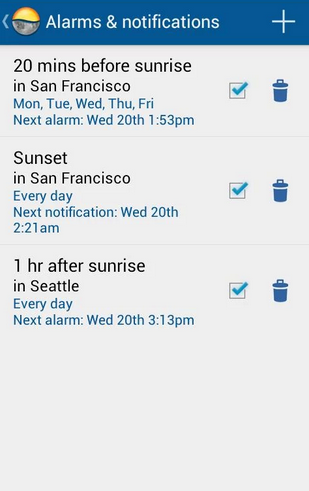 Alarms & notifications
20 mins before sunrise
in San Francisco
Mon, Tue, Wed, Thu, Fri
Next alarm: Wed 20th 1:53pm
Sunset
in San Francisco
Every day
Next notification: Wed 20th
2:21am
1 hr after sunrise
in Seattle
Every day
Next alarm: Wed 20th 3:13pm